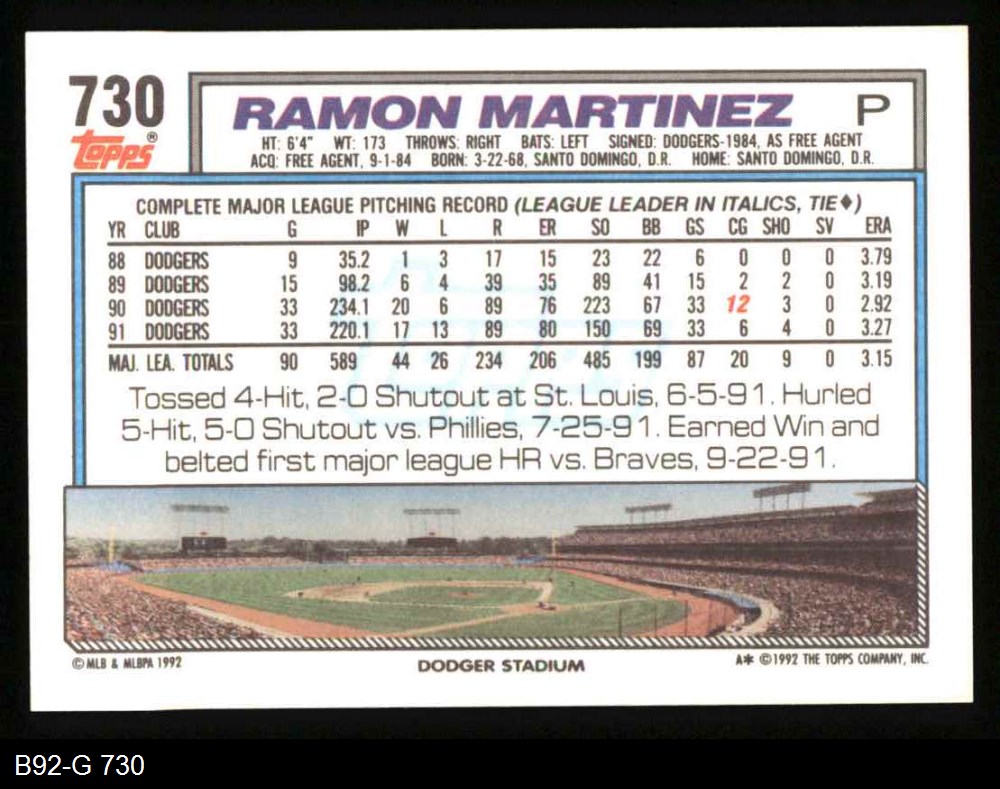 730
Topps®
RAMON MARTINEZ P
HT: 6'4" WT: 173 THROWS: RIGHT BATS: LEFT SIGNED: DODGERS-1984, AS FREE AGENT
ACQ: FREE AGENT, 9-1-84 BORN: 3-22-68, SANTO DOMINGO, D.R. HOME: SANTO DOMINGO, D.R.
COMPLETE MAJOR LEAGUE PITCHING RECORD (LEAGUE LEADER IN ITALICS, TIE♦)
YR CLUB G IP W L R ER SO BB GS CG SHO SV ERA
88 DODGERS 9 35.2 1 3 17 15 23 22 6 0 0 0 3.79
89 DODGERS 15 98.2 6 4 39 35 89 41 15 2 2 0 3.19
90 DODGERS 33 234.1 20 6 89 76 223 67 33 12 3 0 2.92
91 DODGERS 33 220.1 17 13 89 80 150 69 33 6 4 0 3.27
MAJ. LEA. TOTALS 90 589 44 26 234 206 485 199 87 20 9 0 3.15
Tossed 4-Hit, 2-0 Shutout at St. Louis, 6-5-91. Hurled
5-Hit, 5-0 Shutout vs. Phillies, 7-25-91. Earned Win and
belted first major league HR vs. Braves, 9-22-91.
© MLB & MLBPA 1992
DODGER STADIUM
A* ©1992 THE TOPPS COMPANY, INC.
B92-G 730